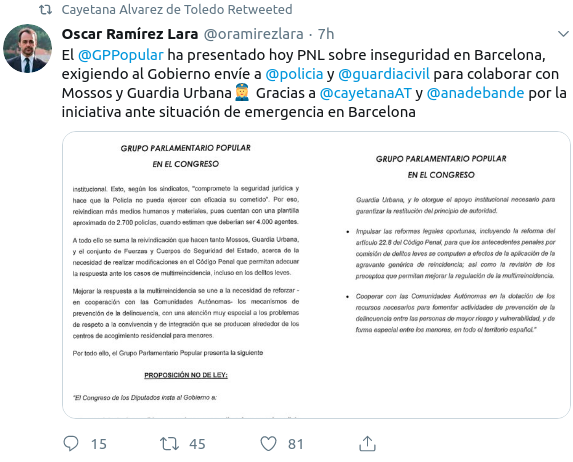 Cayetana Alvarez de Toledo Retweeted
Oscar Ramírez Lara @oramirezlara · 7h
El @GPPopular ha presentado hoy PNL sobre inseguridad en Barcelona,
exigiendo al Gobierno envíe a @policia y @guardiacivil para colaborar con
Mossos y Guardia Urbana Gracias a @cayetanaAT y @anadebande por la
iniciativa ante situación de emergencia en Barcelona
GRUPO PARLAMENTARIO POPULAR
EN EL CONGRESO
institucional. Esto, según los sindicatos, "compromete la seguridad jurídica y
hace que la Policía no pueda ejercer con eficacia su cometido". Por eso,
reivindican más medios humanos y materiales, pues cuentan con una plantilla
aproximada de 2.700 policías, cuando estiman que deberían ser 4.000 agentes.
A todo ello se suma la reivindicación que hacen tanto Mossos, Guardia Urbana,
y el conjunto de Fuerzas y Cuerpos de Seguridad del Estado, acerca de la
necesidad de realizar modificaciones en el Código Penal que permitan adecuar
la respuesta ante los casos de multirreincidencia, incluso en los delitos leves.
Mejorar la respuesta a la multirreincidencia se une a la necesidad de reforzar -
en cooperación con las Comunidades Autónomas- los mecanismos de
prevención de la delincuencia, con una atención muy especial a los problemas
de respeto a la convivencia y de integración que se producen alrededor de los
centros de acogimiento residencial para menores.
Por todo ello, el Grupo Parlamentario Popular presenta la siguiente
PROPOSICIÓN NO DE LEY:
"El Congreso de los Diputados insta al Gobierno a:
GRUPO PARLAMENTARIO POPULAR
EN EL CONGRESO
Guardia Urbana, y le otorgue el apoyo institucional necesario para
garantizar la restitución del principio de autoridad.
• Impulsar las reformas legales oportunas, incluyendo la reforma del
artículo 22.8 del Código Penal, para que los antecedentes penales por
comisión de delitos leves se computen a efectos de la aplicación de la
agravante genérica de reincidencia; así como la revisión de los
preceptos que permitan mejorar la regulación de la multirreincidencia.
• Cooperar con las Comunidades Autónomas en la dotación de los
recursos necesarios para fomentar actividades de prevención de la
delincuencia entre las personas de mayor riesgo y vulnerabilidad, y de
forma especial entre los menores, en todo el territorio español."
15
45
81